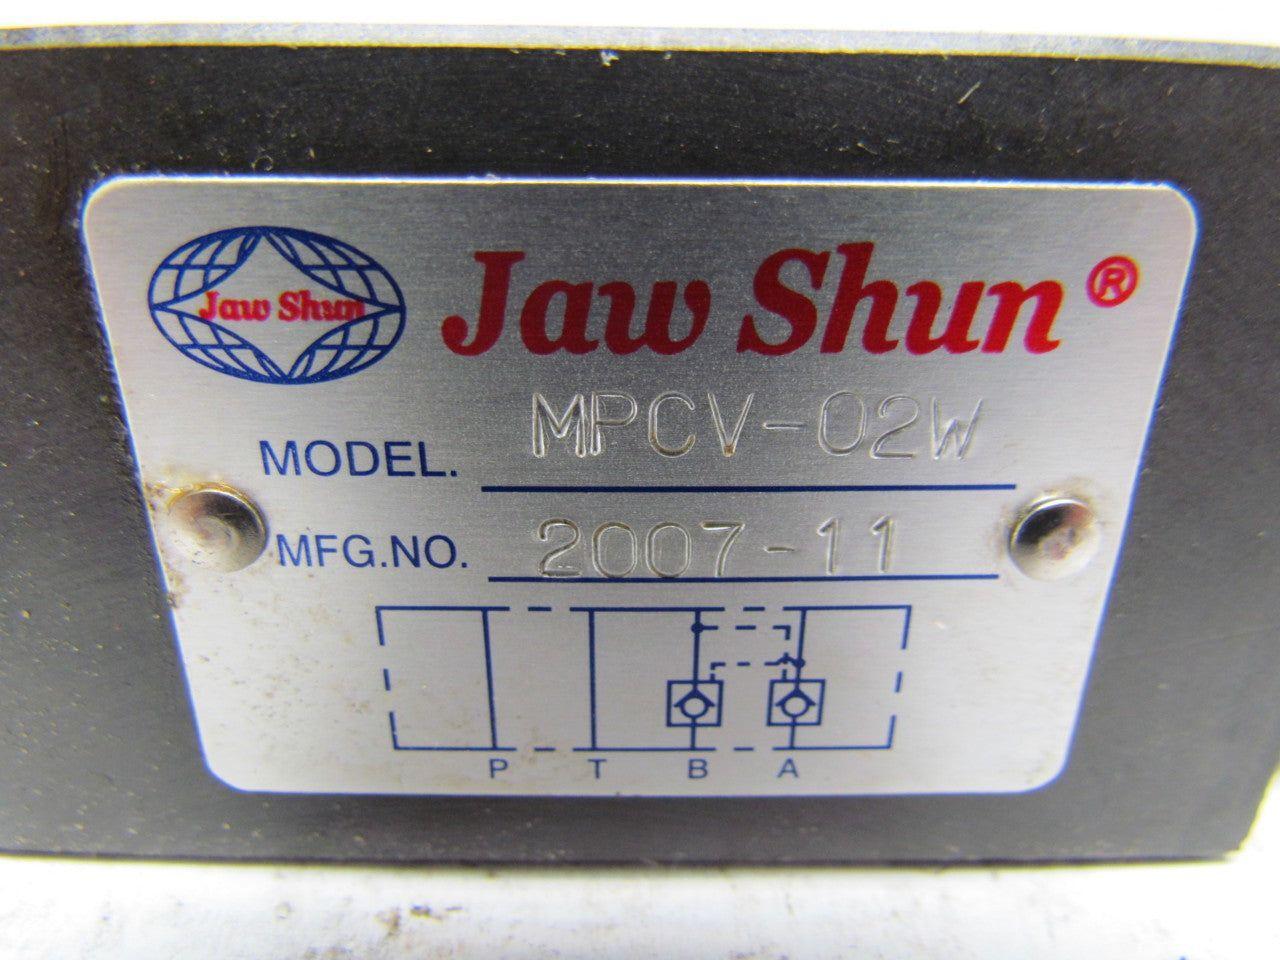 Jaw Shun
Jaw Shun®
MODEL. MPCV-02W
MFG.NO. 2007-11
P T B A